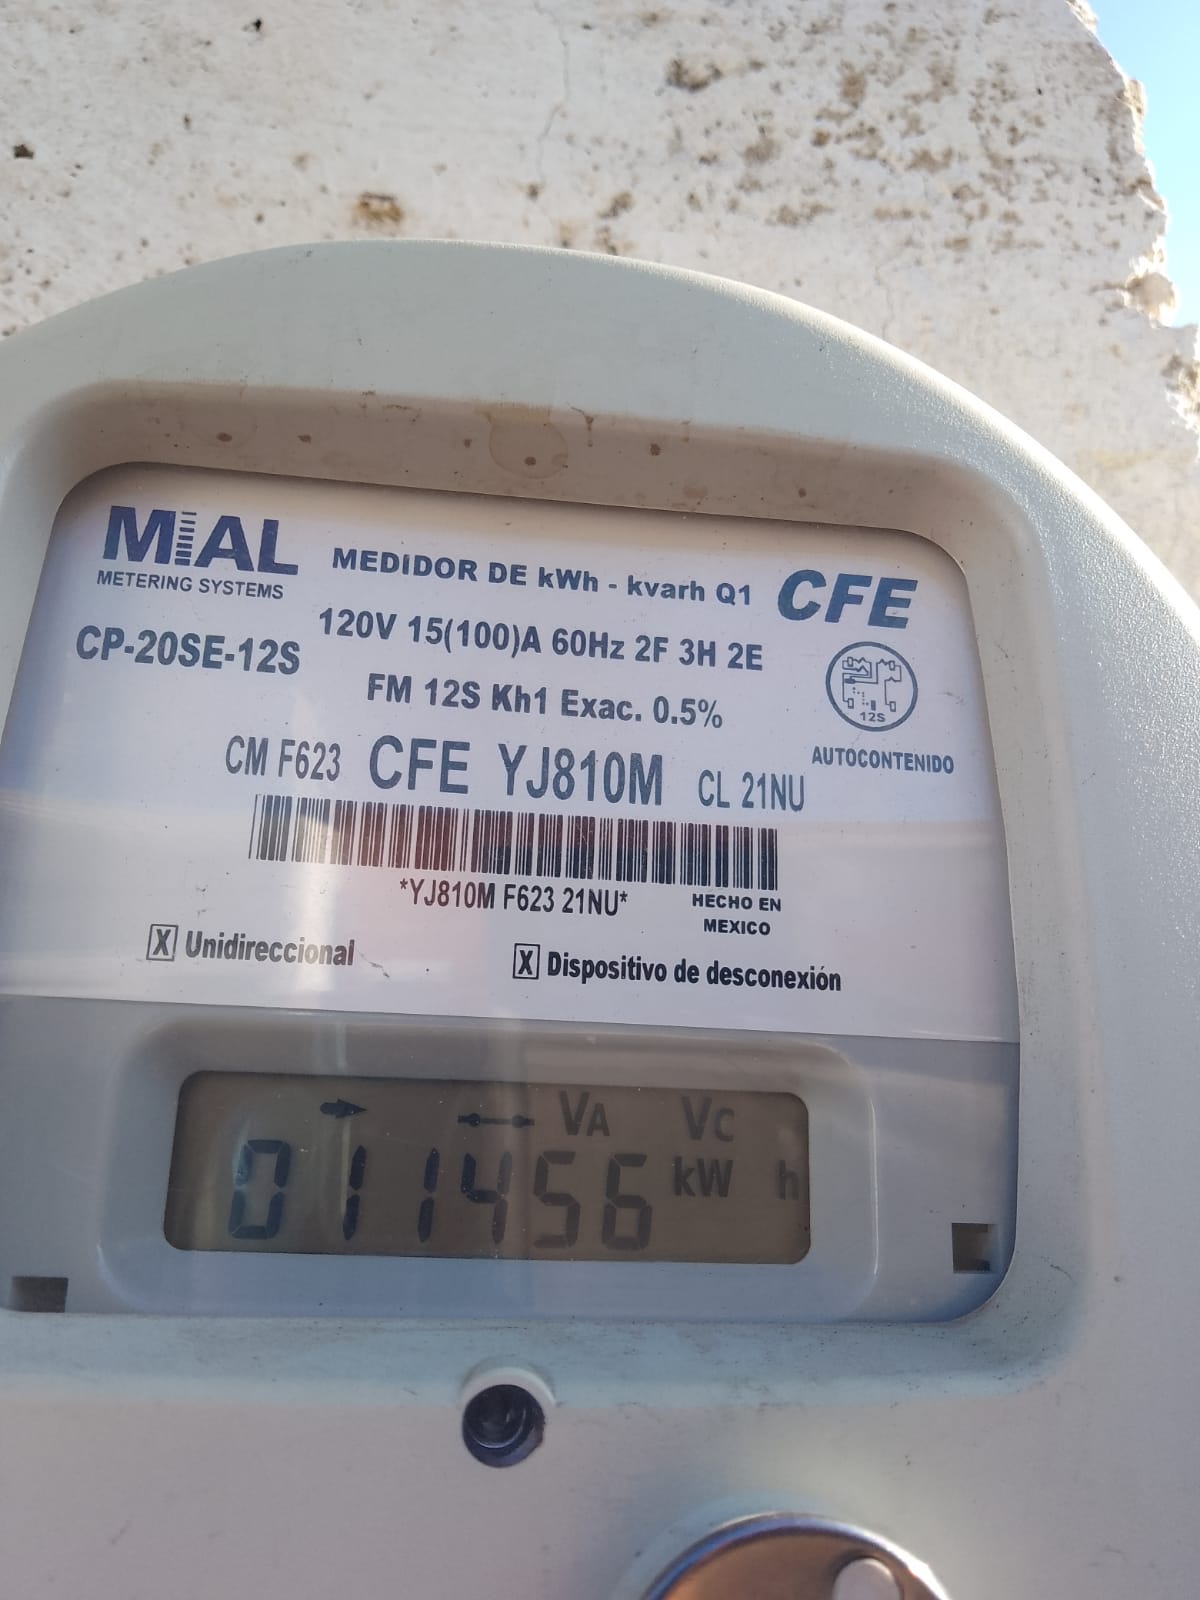 MIAL
METERING SYSTEMS
MEDIDOR DE kWh - kvarh Q1
CFE
CP-20SE-12S
120V 15(100)A 60Hz 2F 3H 2E
FM 12S Kh1 Exac. 0.5%
12S
AUTOCONTENIDO
CM F623 CFE YJ810M CL 21NU
*YJ810M F623 21NU*
HECHO EN
MEXICO
X Unidireccional
X Dispositivo de desconexión
VA VC
011456 kW h